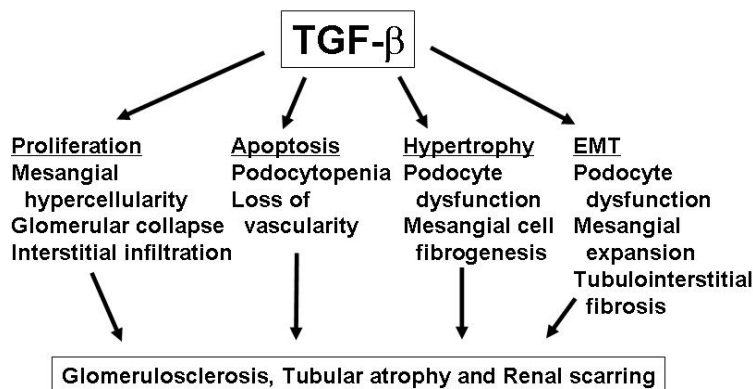 TGF-β
Proliferation
Mesangial
hypercellularity
Glomerular collapse
Interstitial infiltration
Apoptosis
Podocytopenia
Loss of
vascularity
Hypertrophy
Podocyte
dysfunction
Mesangial cell
fibrogenesis
EMT
Podocyte
dysfunction
Mesangial
expansion
Tubulointerstitial
fibrosis
Glomerulosclerosis, Tubular atrophy and Renal scarring